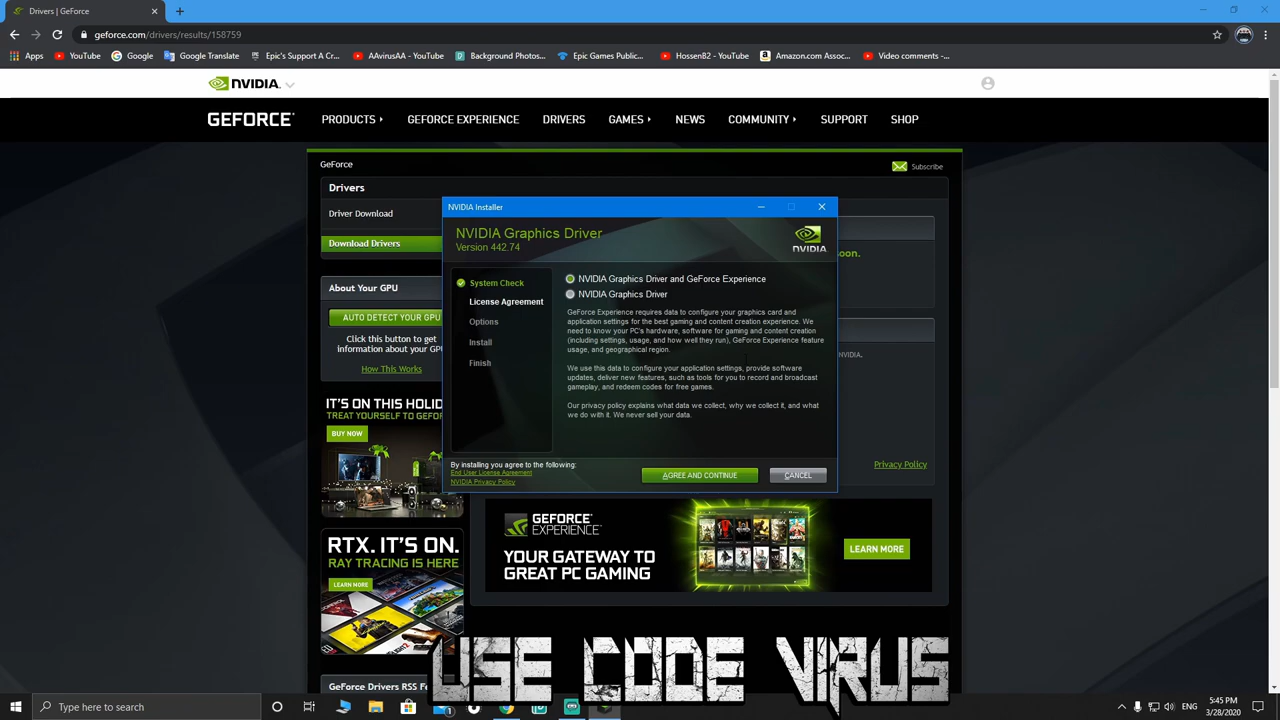 Drivers | GeForce
geforce.com/drivers/results/158759
Apps
YouTube
Google
Google Translate
Epic's Support A Cr...
AAvirusAA - YouTube
Background Photos...
Epic Games Public...
HossenB2 - YouTube
Amazon.com Assoc...
Video comments -...
NVIDIA.
GEFORCE
PRODUCTS
GEFORCE EXPERIENCE
DRIVERS
GAMES
NEWS
COMMUNITY
SUPPORT
SHOP
GeForce
Subscribe
Drivers
Driver Download
Download Drivers
oon.
About Your GPU
AUTO DETECT YOUR GPU
Click this button to get
information about your GPU.
How This Works
NVIDIA.
IT'S ON THIS HOLID
TREAT YOURSELF TO GEFOR
BUY NOW
Privacy Policy
NVIDIA Installer
NVIDIA Graphics Driver
Version 442.74
NVIDIA.
System Check
License Agreement
Options
Install
Finish
NVIDIA Graphics Driver and GeForce Experience
NVIDIA Graphics Driver
GeForce Experience requires data to configure your graphics card and
application settings for the best gaming and content creation experience. We
need to know your PC's hardware, software for gaming and content creation
(including settings, usage, and how well they run), GeForce Experience feature
usage, and geographical region.
We use this data to configure your application settings, provide software
updates, deliver new features, such as tools for you to record and broadcast
gameplay, and redeem codes for free games.
Our privacy policy explains what data we collect, why we collect it, and what
we do with it. We never sell your data.
By installing you agree to the following:
End User License Agreement
NVIDIA Privacy Policy
AGREE AND CONTINUE
CANCEL
GEFORCE
EXPERIENCE
YOUR GATEWAY TO
GREAT PC GAMING
LEARN MORE
RTX. IT'S ON.
RAY TRACING IS HERE
LEARN MORE
GeForce Drivers RSS Fe
USE CODE VIRUS
Type here to search
ENG
5:45 PM
3/28/2020